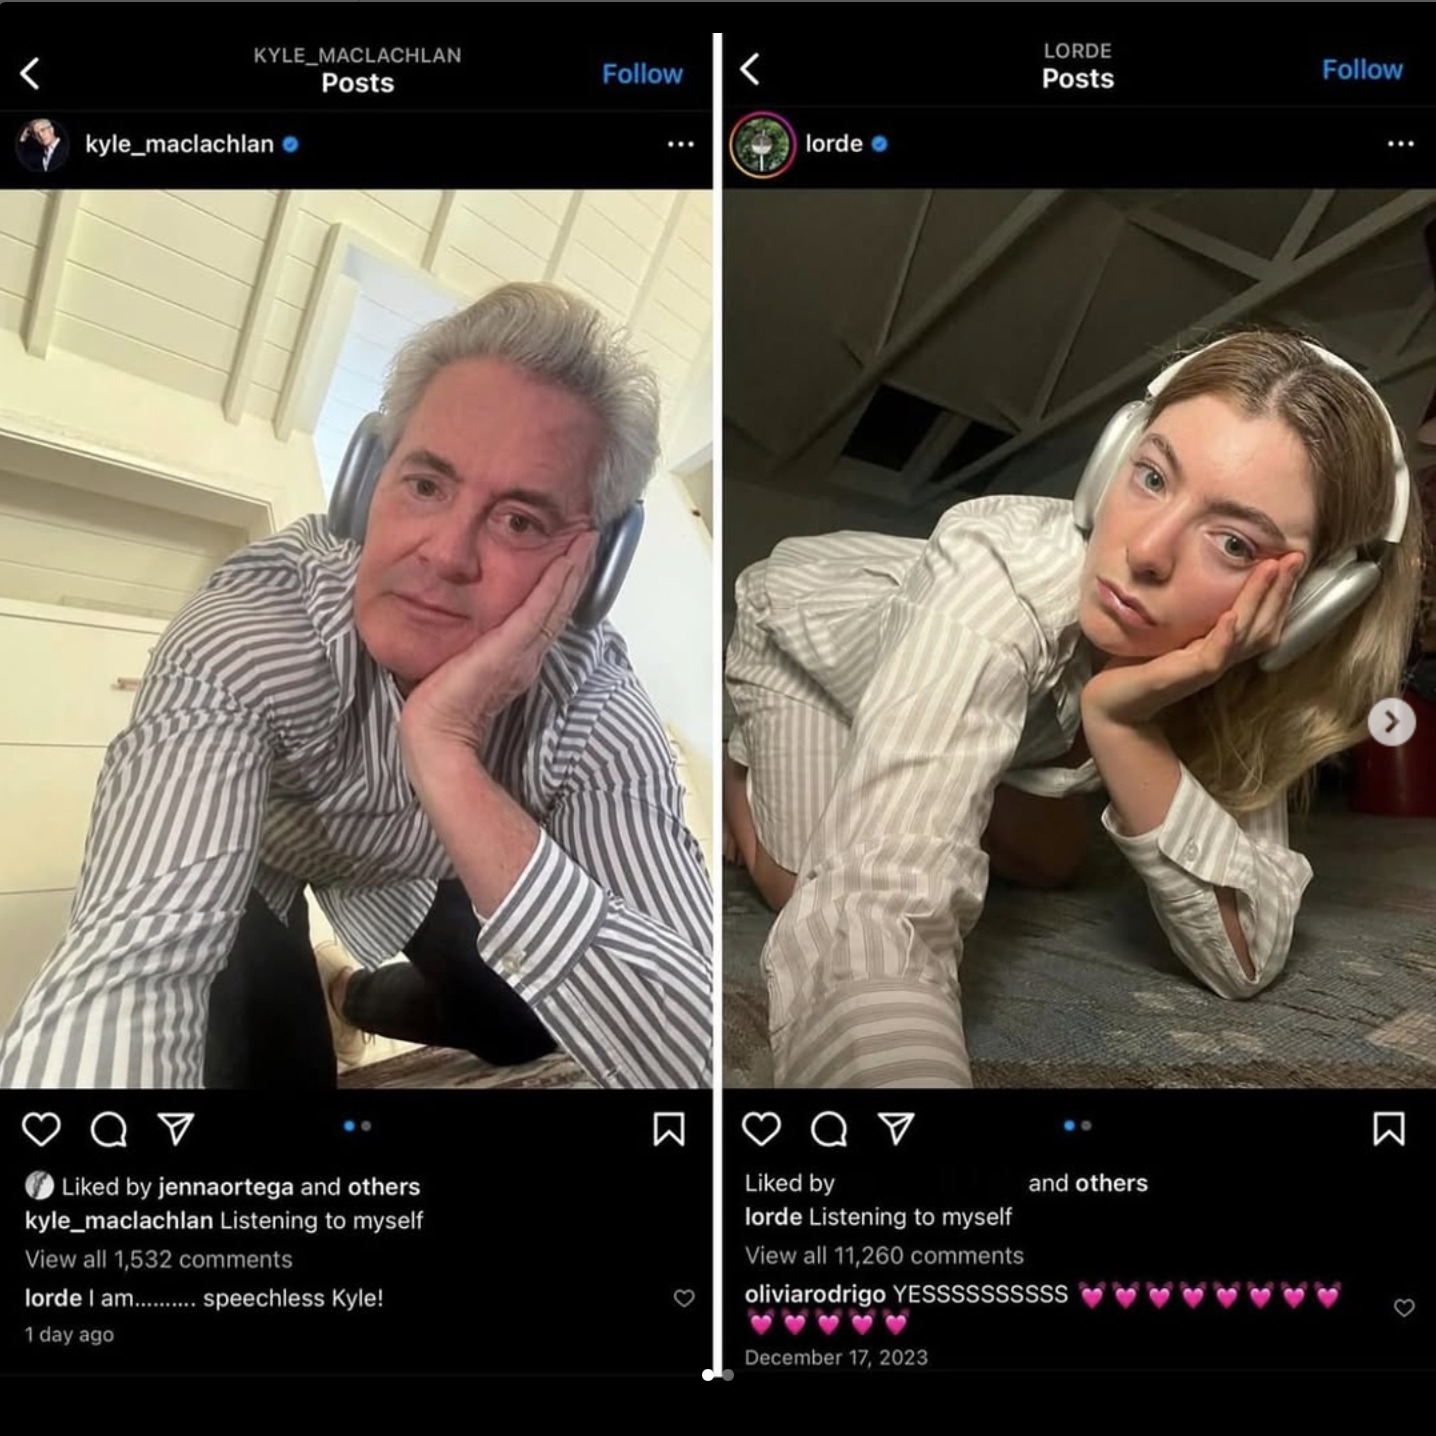 KYLE_MACLACHLAN
Posts
Follow
kyle_maclachlan
Liked by jennaortega and others
kyle_maclachlan Listening to myself
View all 1,532 comments
lorde I am.......... speechless Kyle!
1 day ago
LORDE
Posts
Follow
lorde
Liked by and others
lorde Listening to myself
View all 11,260 comments
oliviarodrigo YESSSSSSSSSS 💓💓💓💓💓💓💓💓
💓💓💓💓💓
December 17, 2023